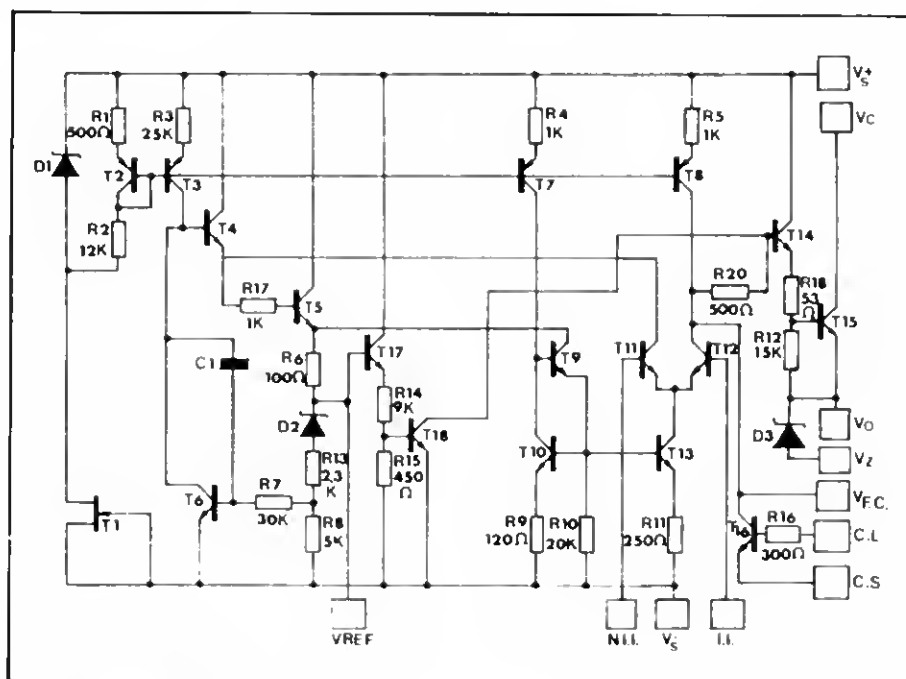 V+S
VC
R1
500Ω
R3
25K
R4
1K
R5
1K
D1
T2
T3
T7
T8
R2
12K
T4
T14
R17
1K
T5
R20
500Ω
R18
53
Ω
T15
R12
15K
R6
100Ω
T17
T9
T11
T12
C1
R14
9K
D2
T18
VO
R13
2,3
K
D3
VZ
R15
450
Ω
T10
T13
T6
R7
30K
VF.C.
R8
5K
R9
120Ω
R10
20K
R11
250Ω
T16
R16
300Ω
C.L
T1
C.S
VREF
N.I.I.
VS-
I.I.